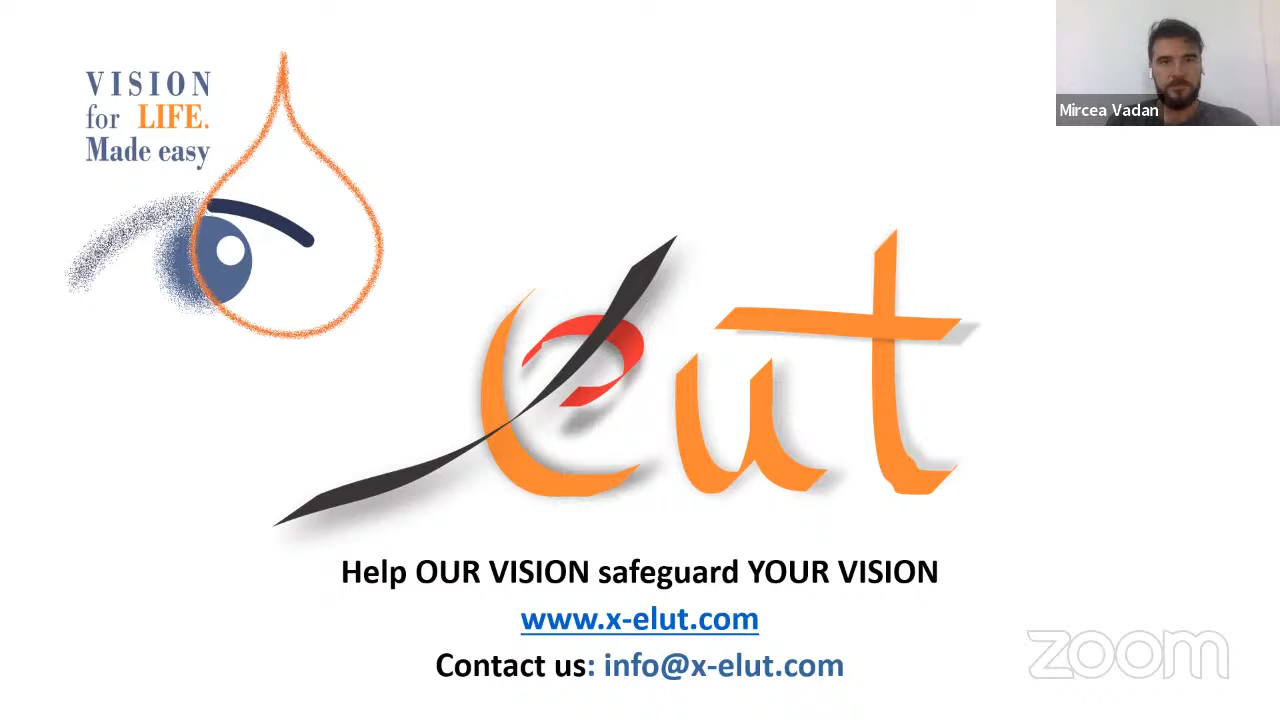 VISION
for LIFE.
Made easy
Mircea Vadan
elut
Help OUR VISION safeguard YOUR VISION
www.x-elut.com
Contact us: info@x-elut.com
zoom